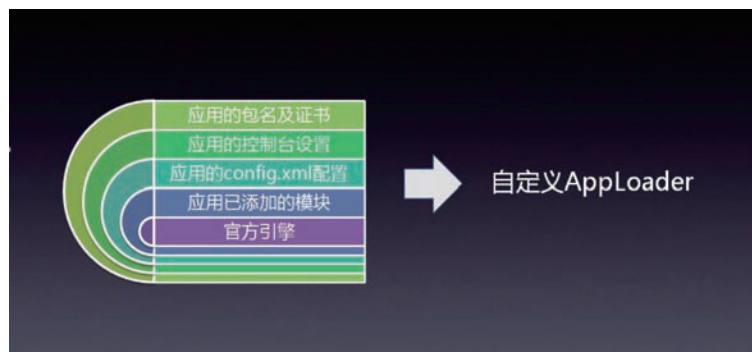 应用的包名及证书
应用的控制台设置
应用的config.xml配置
应用已添加的模块
官方引擎
自定义AppLoader